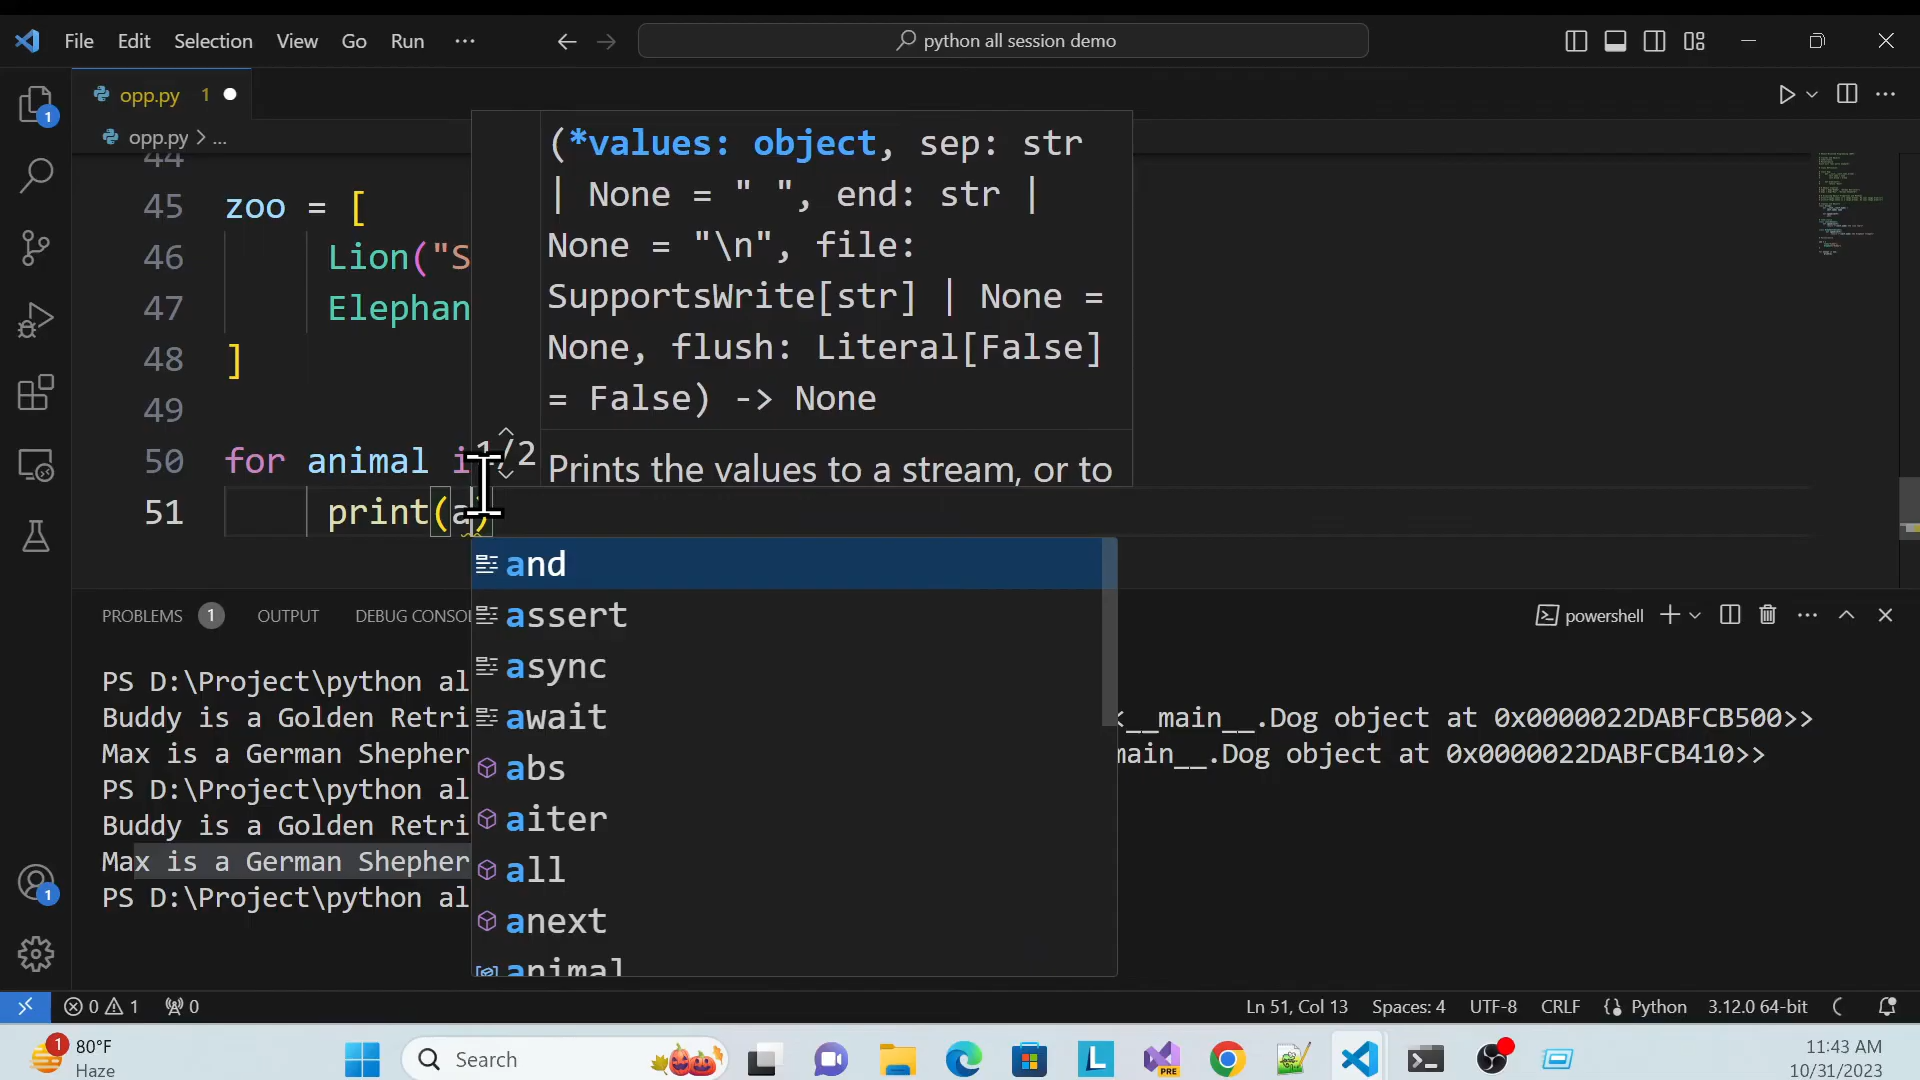 File Edit Selection View Go Run ··· python all session demo
opp.py 1
opp.py > ...
44
45 zoo = [
46 Lion("S
47 Elephan
48 ]
49
50 for animal i
51 print(a)
(*values: object, sep: str
| None = " ", end: str |
None = "\n", file:
SupportsWrite[str] | None =
None, flush: Literal[False]
= False) -> None
1/2
Prints the values to a stream, or to
and
assert
async
await
abs
aiter
all
anext
animal
PROBLEMS 1 OUTPUT DEBUG CONSO powershell
PS D:\Project\python al
Buddy is a Golden Retri <__main__.Dog object at 0x0000022DABFCB500>>
Max is a German Shepher main__.Dog object at 0x0000022DABFCB410>>
PS D:\Project\python al
Buddy is a Golden Retri
Max is a German Shepher
PS D:\Project\python al
1
1
0 1 0 Ln 51, Col 13 Spaces: 4 UTF-8 CRLF {} Python 3.12.0 64-bit
1 80°F
Haze
Search
PRE
11:43 AM
10/31/2023